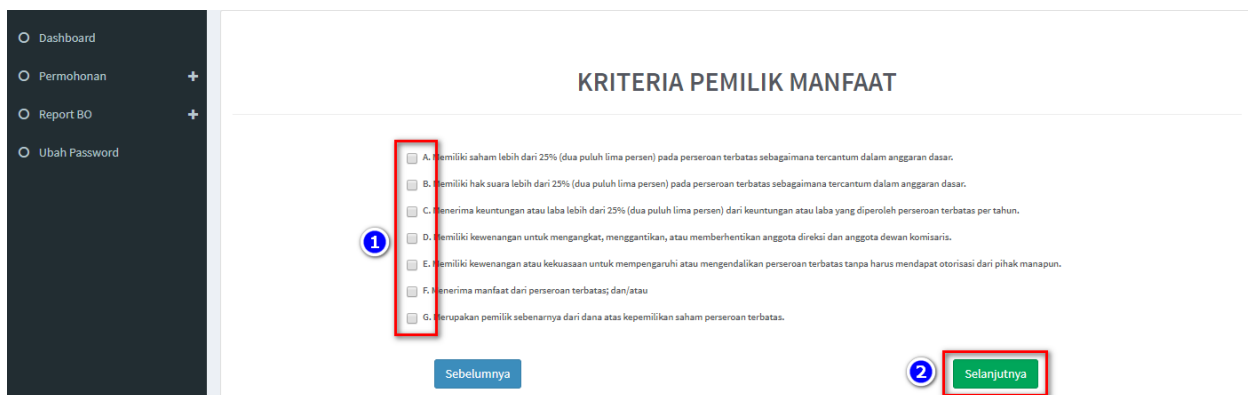 Dashboard
Permohonan
Report BO
Ubah Password
KRITERIA PEMILIK MANFAAT
A. Memiliki saham lebih dari 25% (dua puluh lima persen) pada perseroan terbatas sebagaimana tercantum dalam anggaran dasar.
B. Memiliki hak suara lebih dari 25% (dua puluh lima persen) pada perseroan terbatas sebagaimana tercantum dalam anggaran dasar.
C. Menerima keuntungan atau laba lebih dari 25% (dua puluh lima persen) dari keuntungan atau laba yang diperoleh perseroan terbatas per tahun.
1
D. Memiliki kewenangan untuk mengangkat, menggantikan, atau memberhentikan anggota direksi dan anggota dewan komisaris.
E. Memiliki kewenangan atau kekuasaan untuk mempengaruhi atau mengendalikan perseroan terbatas tanpa harus mendapat otorisasi dari pihak manapun.
F. Menerima manfaat dari perseroan terbatas; dan/atau
G. Merupakan pemilik sebenarnya dari dana atas kepemilikan saham perseroan terbatas.
Sebelumnya
2
Selanjutnya